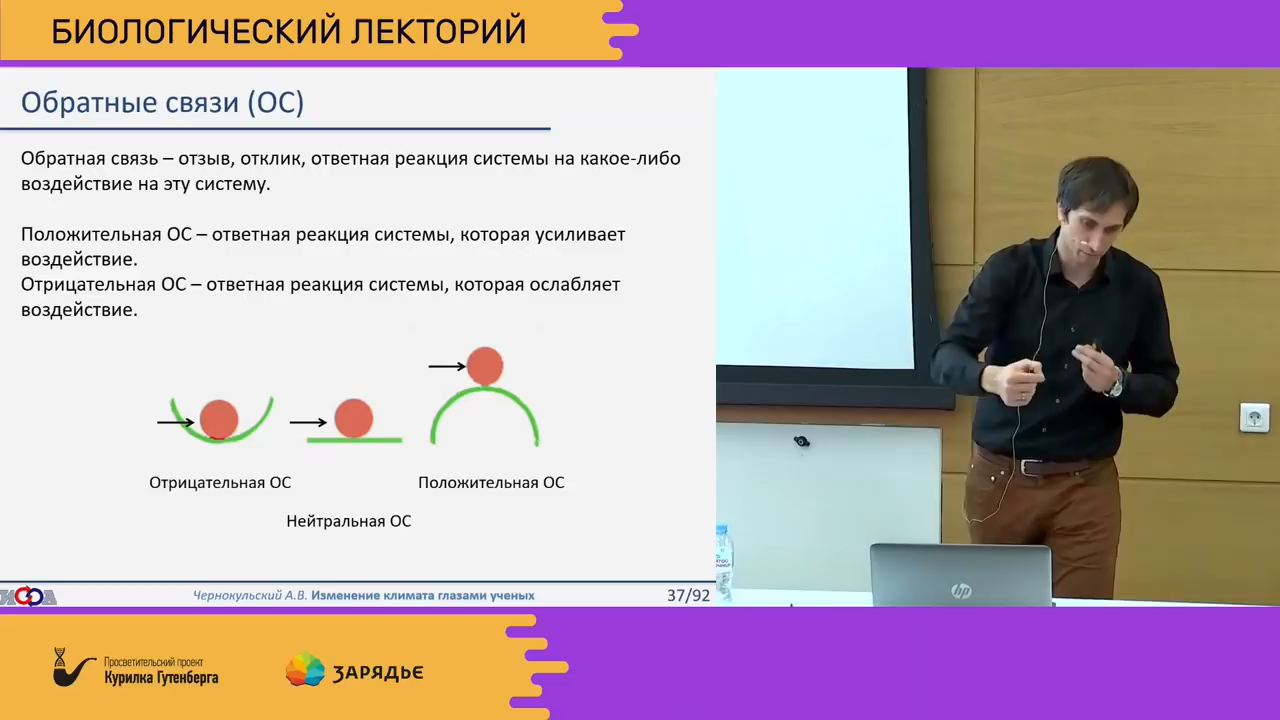 БИОЛОГИЧЕСКИЙ ЛЕКТОРИЙ
Обратные связи (ОС)
Обратная связь – отзыв, отклик, ответная реакция системы на какое-либо
воздействие на эту систему.
Положительная ОС – ответная реакция системы, которая усиливает
воздействие.
Отрицательная ОС – ответная реакция системы, которая ослабляет
воздействие.
Отрицательная ОС
Положительная ОС
Нейтральная ОС
ИФА
Чернокульский А.В. Изменение климата глазами ученых
37/92
hp
Просветительский проект
Курилка Гутенберга
ЗАРЯДЬЕ